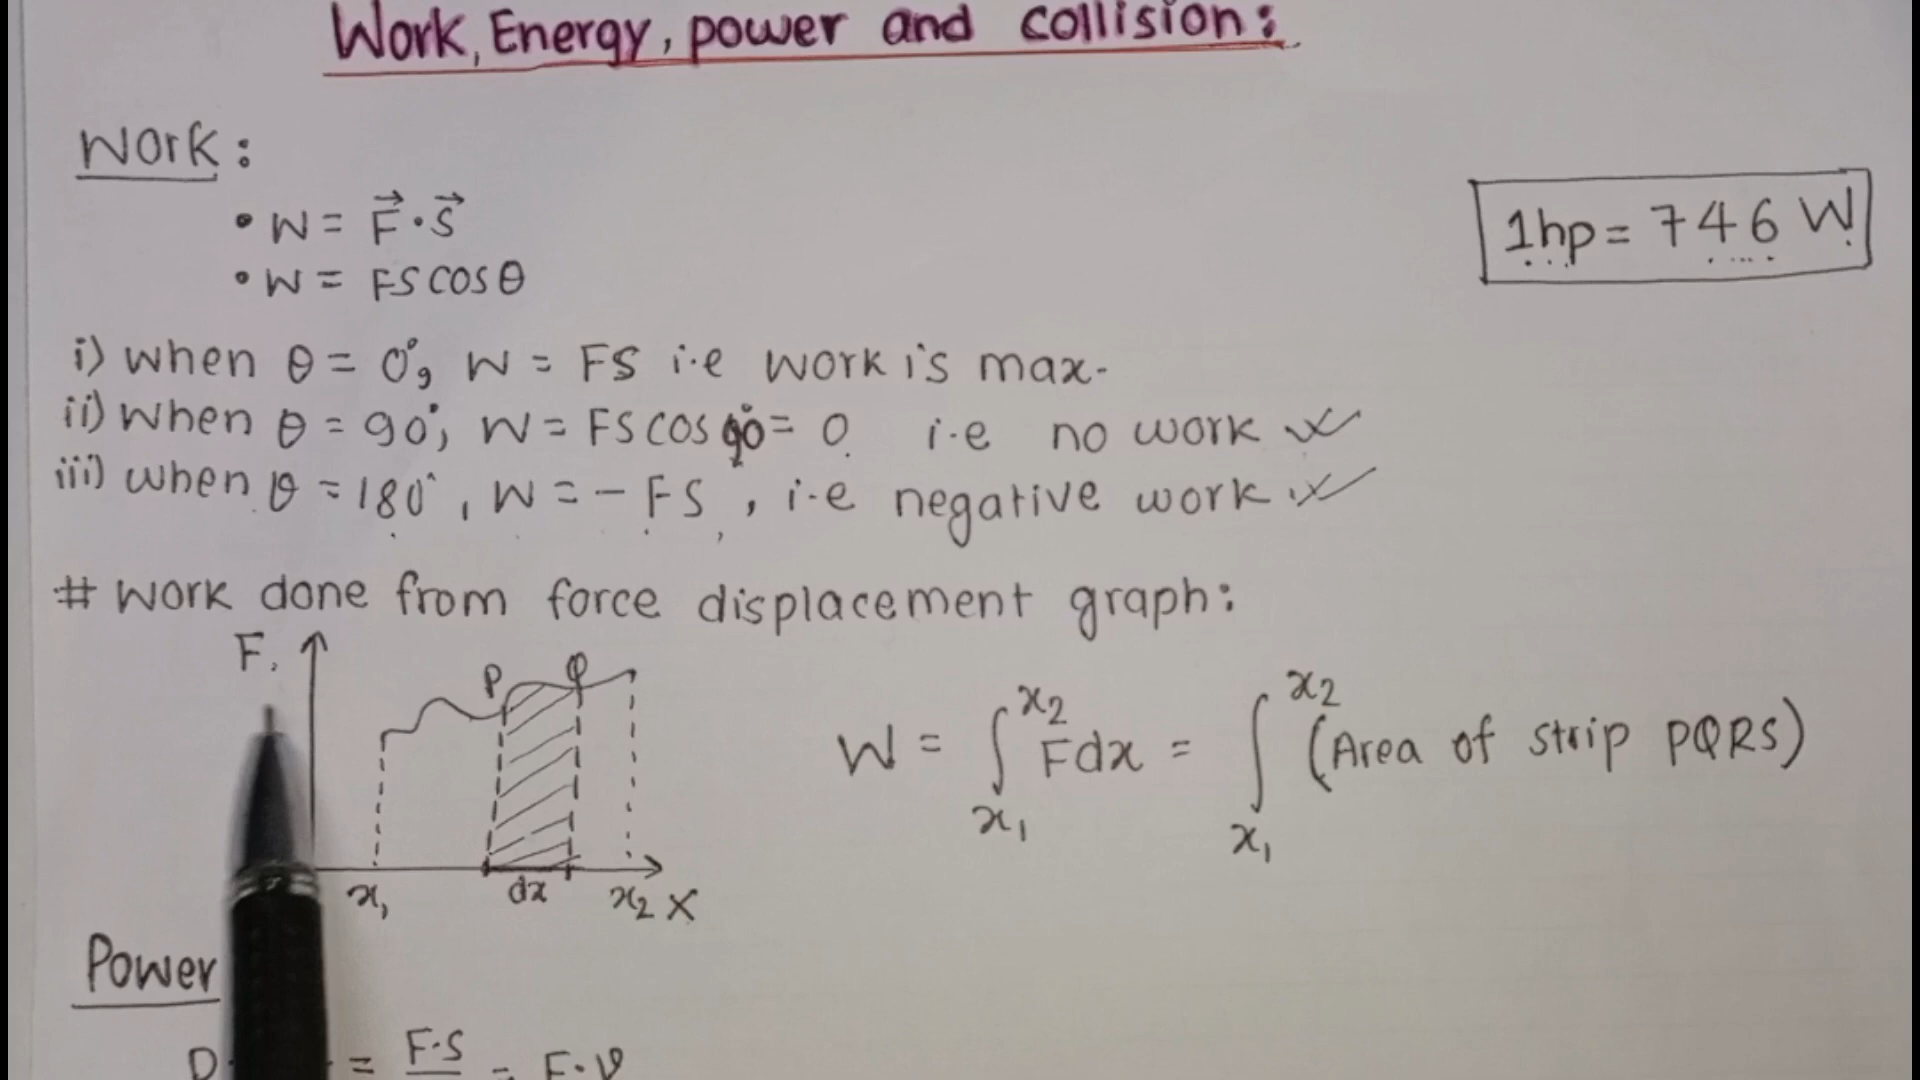 Work, Energy, power and collision:
Work:
1hp = 746 W
• W = F⃗·S⃗
• W = FS cosθ
i) when θ = 0°, W = FS i.e work is max.
ii) when θ = 90°, W = FS cos 90° = 0 i.e no work
iii) when θ = 180°, W = - FS, i.e negative work
# work done from force displacement graph:
F
P Q
W = ∫ₓ₁ˣ² Fdx = ∫ₓ₁ˣ² (Area of strip PQRS)
x₁ dx x₂ X
Power
= F·S = F·v